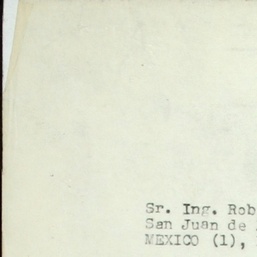 Sr. Ing. Rob
San Juan de
MEXICO (1),